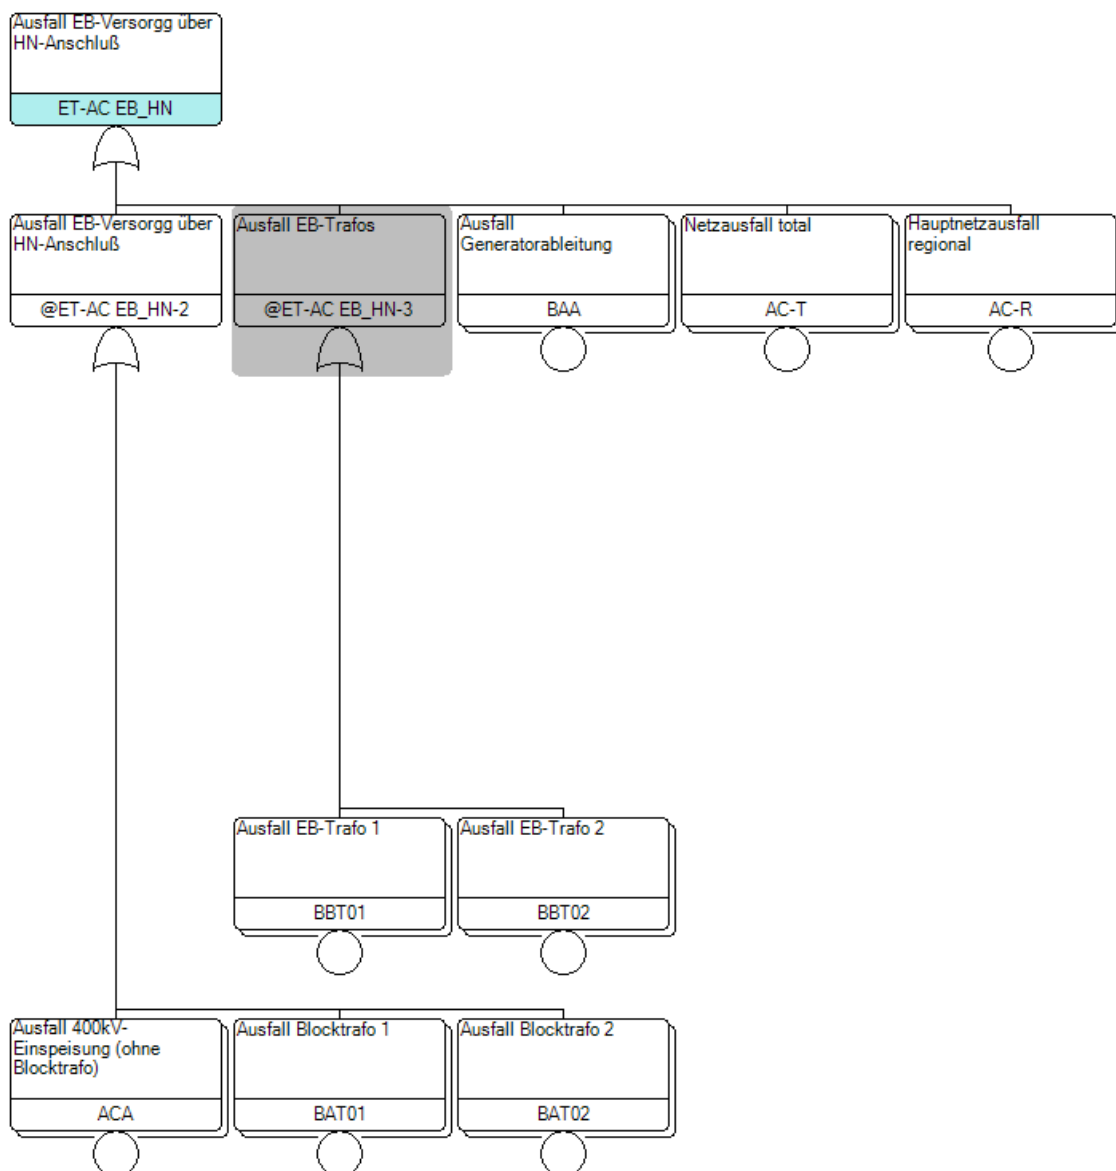 Ausfall EB-Versorgg über
HN-Anschluß
ET-AC EB_HN
Ausfall EB-Versorgg über
HN-Anschluß
@ET-AC EB_HN-2
Ausfall EB-Trafos
@ET-AC EB_HN-3
Ausfall
Generatorableitung
BAA
Netzausfall total
AC-T
Hauptnetzausfall
regional
AC-R
Ausfall EB-Trafo 1
BBT01
Ausfall EB-Trafo 2
BBT02
Ausfall 400kV-
Einspeisung (ohne
Blocktrafo)
ACA
Ausfall Blocktrafo 1
BAT01
Ausfall Blocktrafo 2
BAT02